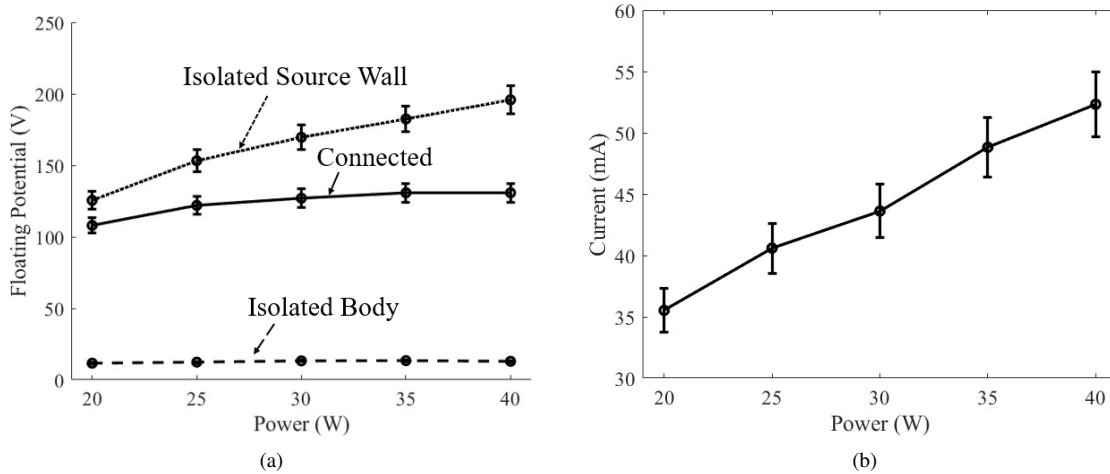 250
200
150
100
50
0
Floating Potential (V)
Isolated Source Wall
Connected
Isolated Body
20 25 30 35 40
Power (W)
(a)
60
55
50
45
40
35
30
Current (mA)
20 25 30 35 40
Power (W)
(b)